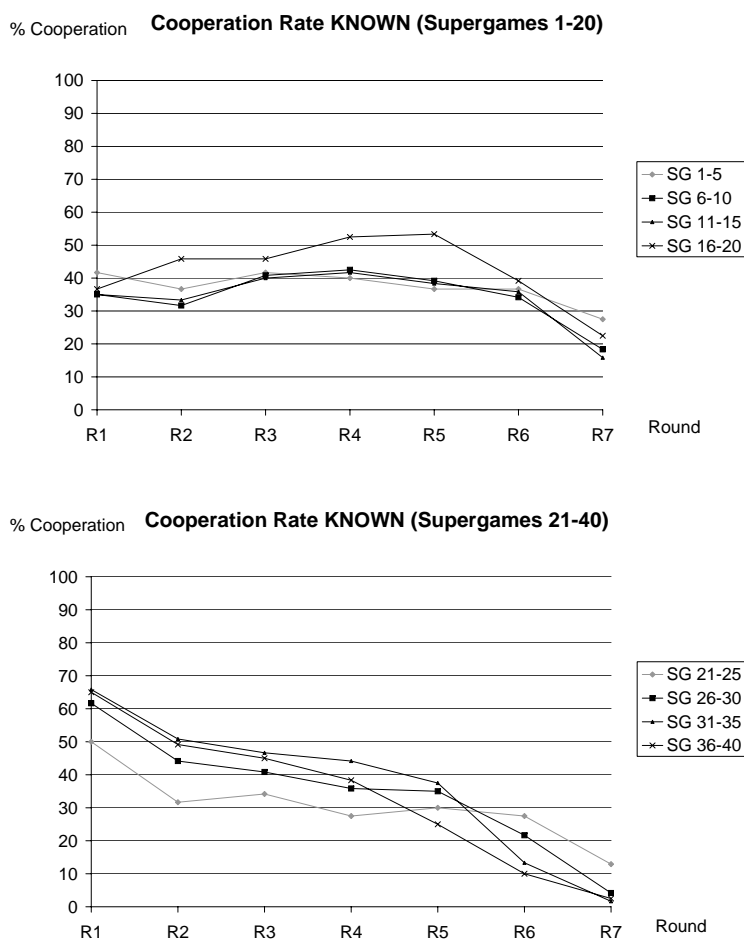 % Cooperation Cooperation Rate KNOWN (Supergames 1-20)
100
90
80
70
60
50
40
30
20
10
0
R1 R2 R3 R4 R5 R6 R7
Round
SG 1-5
SG 6-10
SG 11-15
SG 16-20
% Cooperation Cooperation Rate KNOWN (Supergames 21-40)
100
90
80
70
60
50
40
30
20
10
0
R1 R2 R3 R4 R5 R6 R7
Round
SG 21-25
SG 26-30
SG 31-35
SG 36-40